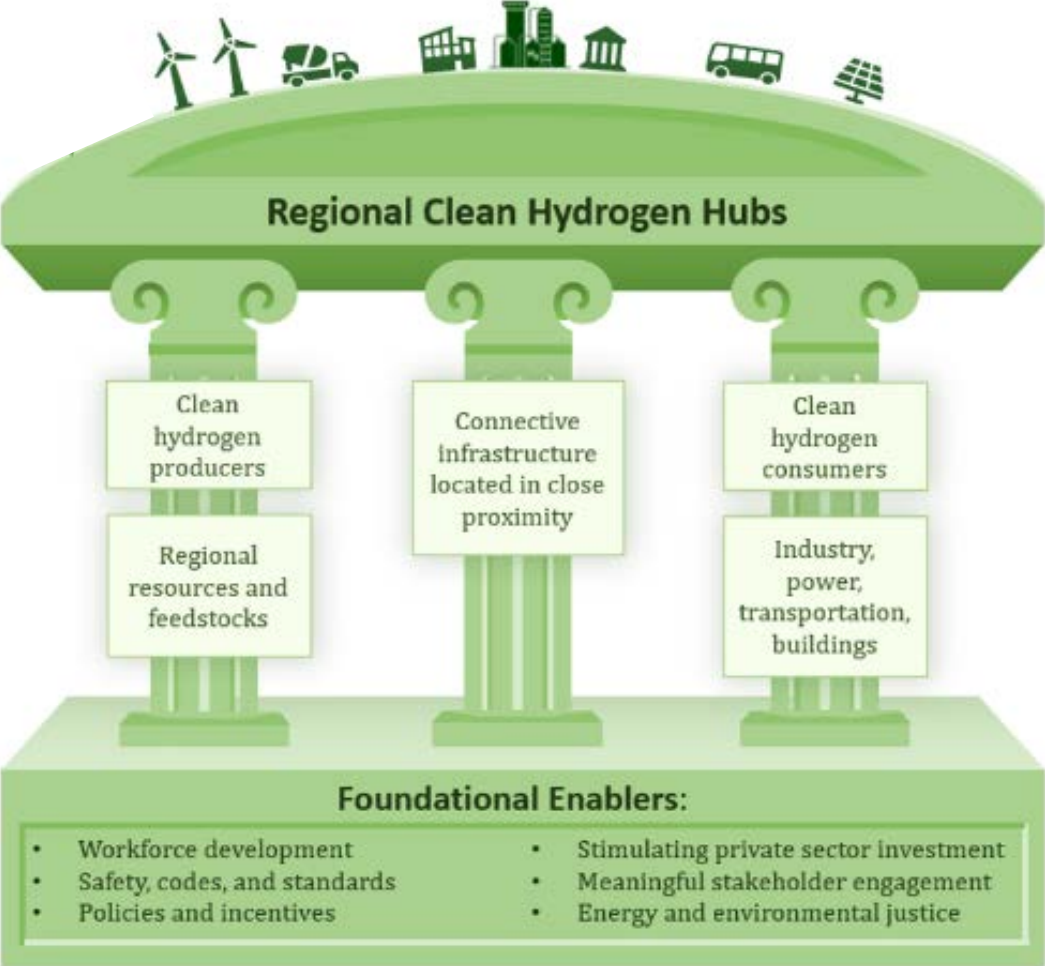 Regional Clean Hydrogen Hubs
Clean
hydrogen
producers
Regional
resources and
feedstocks
Connective
infrastructure
located in close
proximity
Clean
hydrogen
consumers
Industry,
power,
transportation,
buildings
Foundational Enablers:
• Workforce development
• Safety, codes, and standards
• Policies and incentives
• Stimulating private sector investment
• Meaningful stakeholder engagement
• Energy and environmental justice